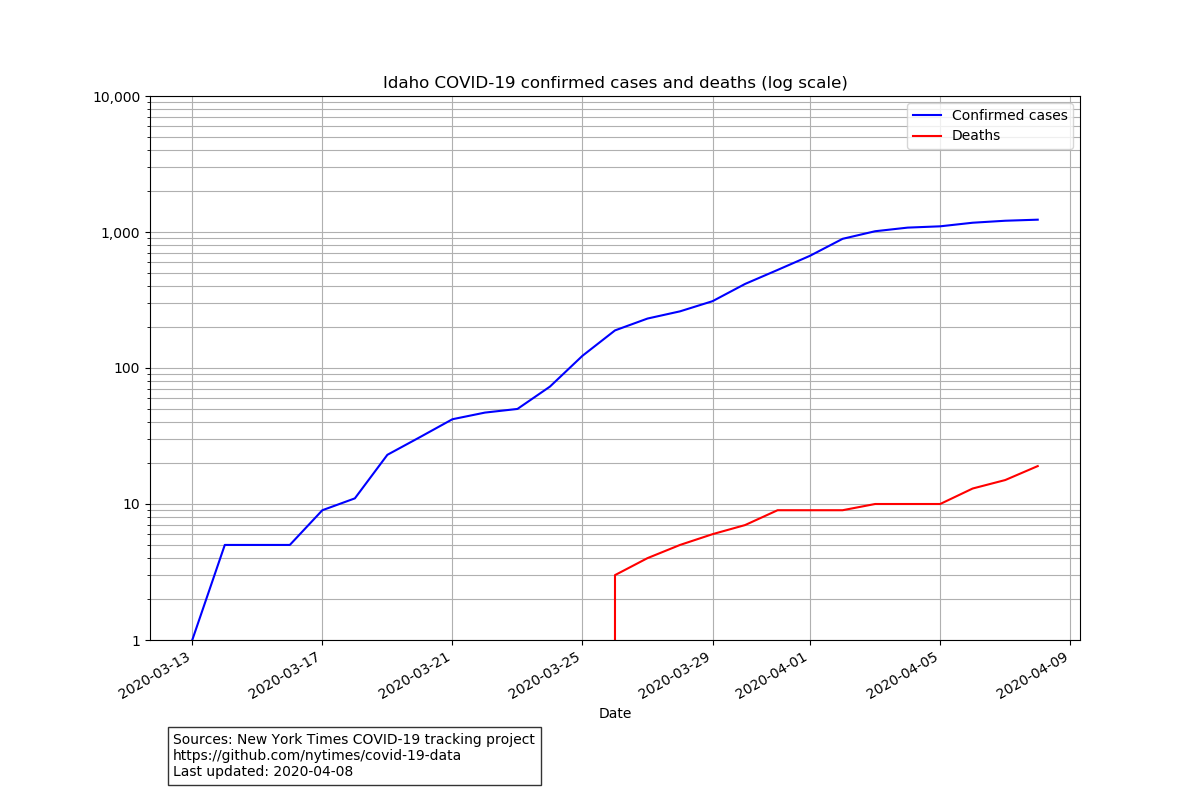 Idaho COVID-19 confirmed cases and deaths (log scale)
10,000
1,000
100
10
1
Confirmed cases
Deaths
2020-03-13
2020-03-17
2020-03-21
2020-03-25
2020-03-29
2020-04-01
2020-04-05
2020-04-09
Date
Sources: New York Times COVID-19 tracking project
https://github.com/nytimes/covid-19-data
Last updated: 2020-04-08